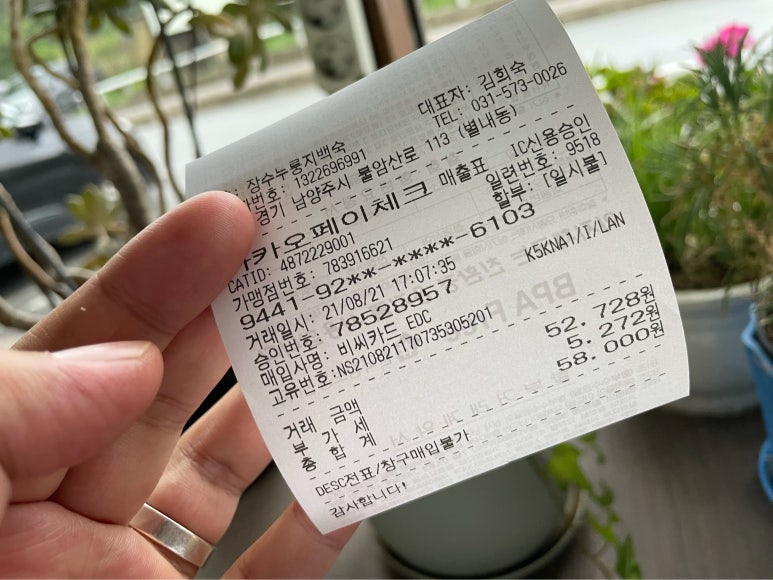 : 장수누룽지백숙
번호: 1322696991 대표자: 김희숙
경기 남양주시 불암산로 113 (별내동) TEL: 031-573-0026
카카오페이체크 매출표 IC신용승인
CATID: 4872229001 일련번호: 9518
가맹점번호: 783916621 할부: [일시불]
9441-92**-****-6103
거래일시: 21/08/21 17:07:35 K5KNA1/I/LAN
승인번호: 78528957
매입사명: 비씨카드 EDC
고유번호:NS210821170735305201
거래 금액 52.728원
부 가 세 5.272원
총 합 계 58.000원
DESC전표/창구매입불가
감사합니다!